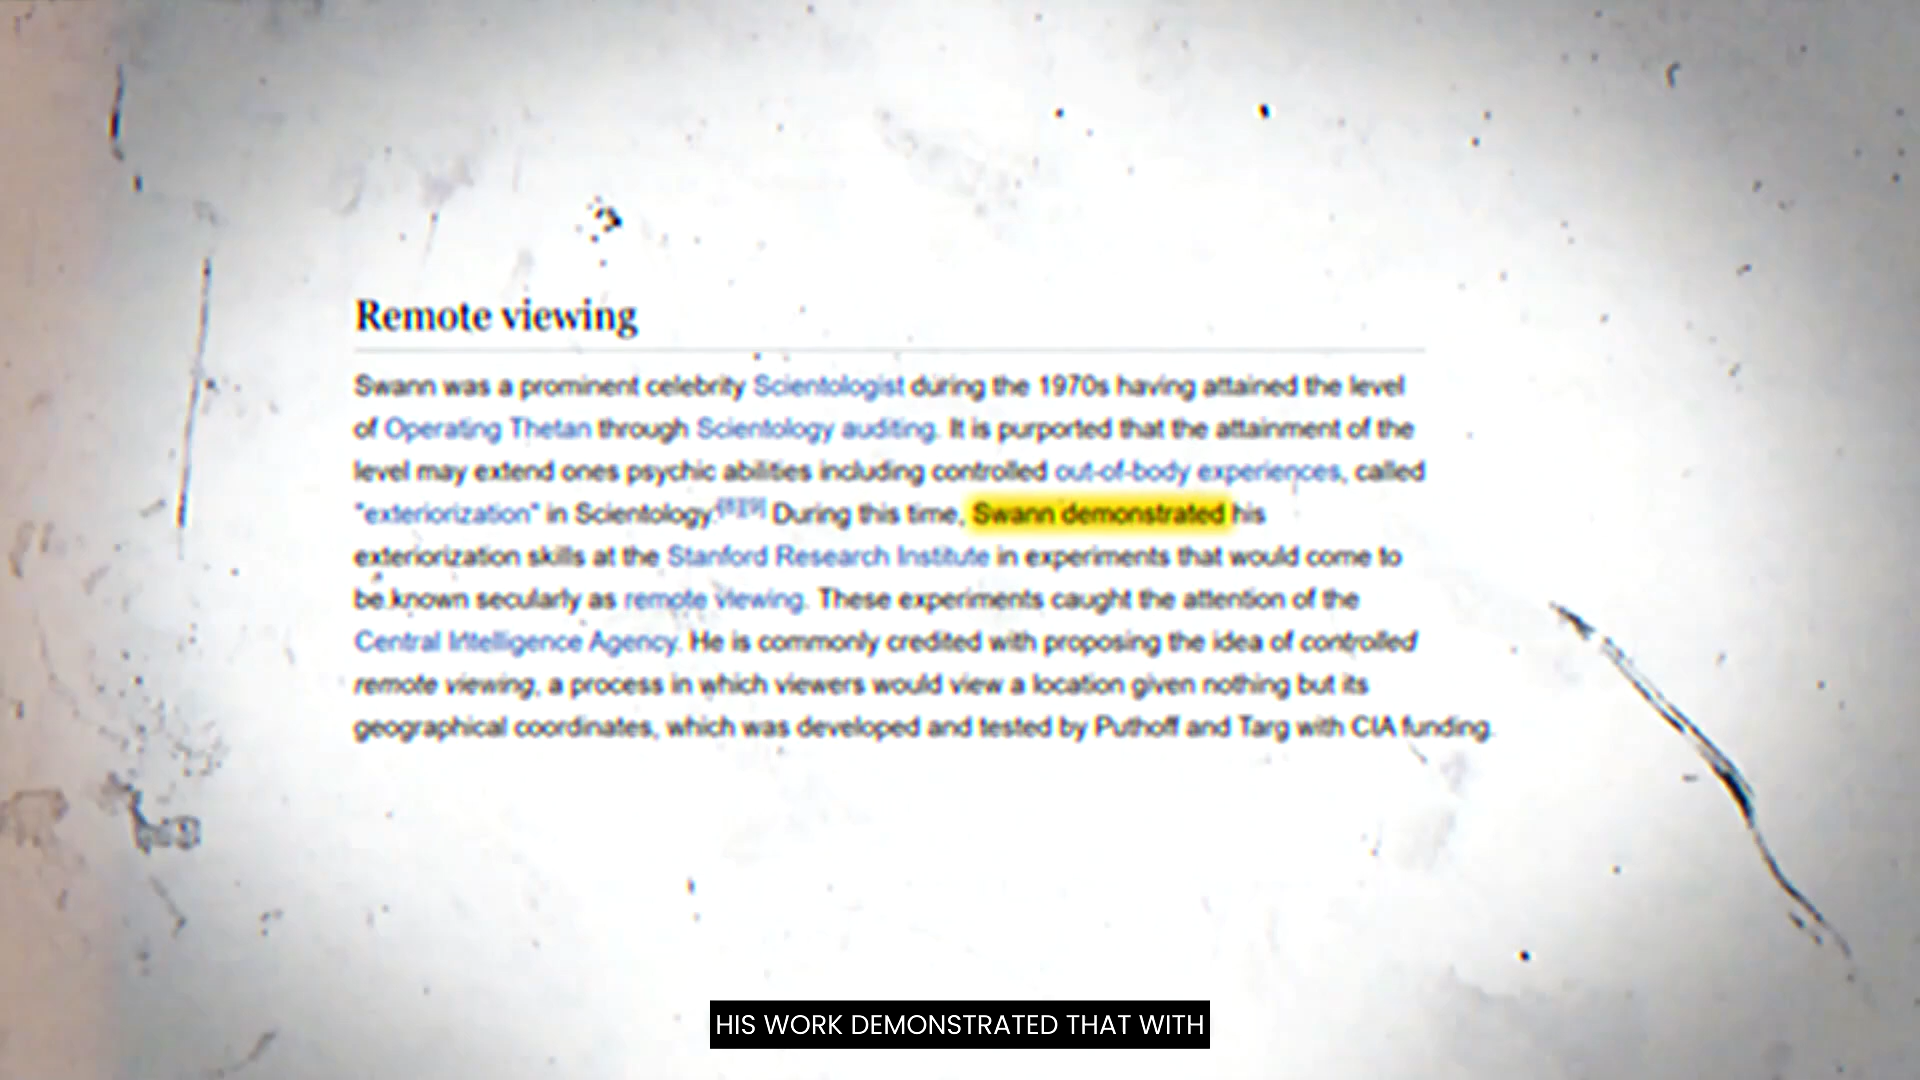 Remote viewing
Swann was a prominent celebrity Scientologist during the 1970s having attained the level
of Operating Thetan through Scientology auditing. It is purported that the attainment of the
level may extend ones psychic abilities including controlled out-of-body experiences, called
"exteriorization" in Scientology.[8][9] During this time, Swann demonstrated his
exteriorization skills at the Stanford Research Institute in experiments that would come to
be known secularly as remote viewing. These experiments caught the attention of the
Central Intelligence Agency. He is commonly credited with proposing the idea of controlled
remote viewing, a process in which viewers would view a location given nothing but its
geographical coordinates, which was developed and tested by Puthoff and Targ with CIA funding.
HIS WORK DEMONSTRATED THAT WITH